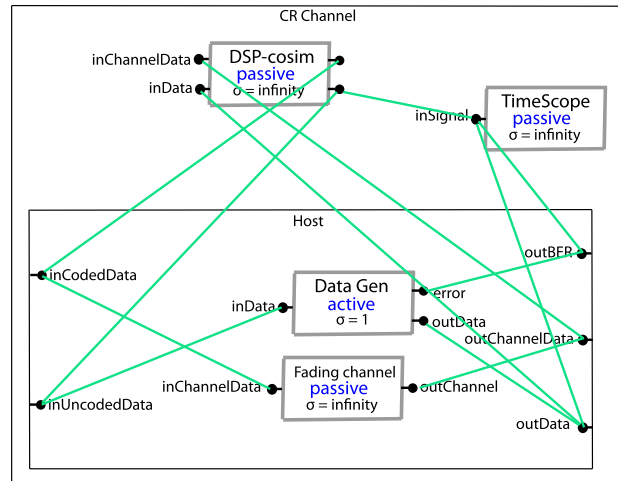 CR Channel
inChannelData
DSP-cosim
passive
σ = infinity
inData
TimeScope
passive
σ = infinity
inSignal
Host
outBER
inCodedData
Data Gen
active
σ = 1
inData
error
outData
outChannelData
Fading channel
passive
σ = infinity
inChannelData
outChannel
inUncodedData
outData